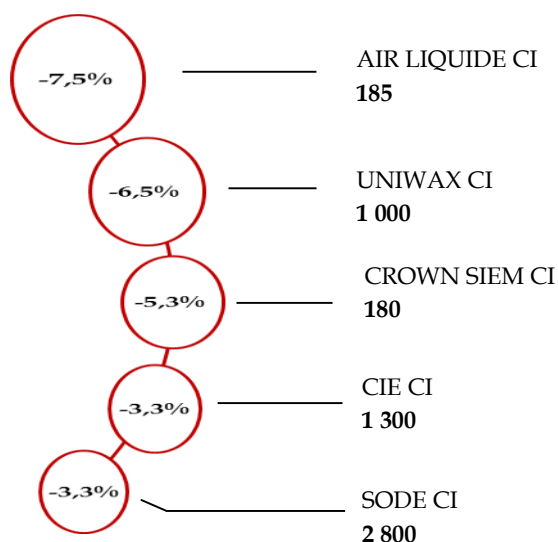 -7,5%
AIR LIQUIDE CI
185
-6,5%
UNIWAX CI
1 000
-5,3%
CROWN SIEM CI
180
-3,3%
CIE CI
1 300
-3,3%
SODE CI
2 800